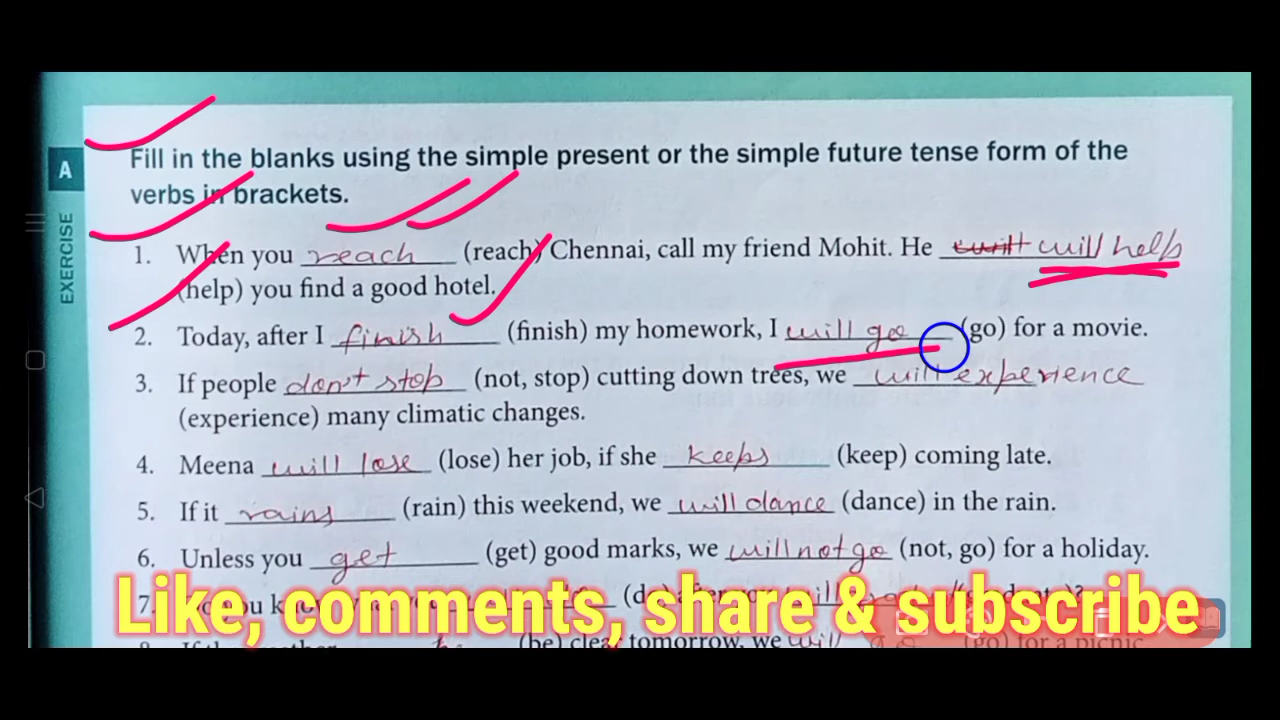 A
EXERCISE
Fill in the blanks using the simple present or the simple future tense form of the
verbs in brackets.
1. When you reach (reach) Chennai, call my friend Mohit. He will help
(help) you find a good hotel.
2. Today, after I finish (finish) my homework, I will go (go) for a movie.
3. If people don't stop (not, stop) cutting down trees, we will experience
(experience) many climatic changes.
4. Meena will lose (lose) her job, if she keeps (keep) coming late.
5. If it rains (rain) this weekend, we will dance (dance) in the rain.
6. Unless you get (get) good marks, we will not go (not, go) for a holiday.
7.
Like, comments, share & subscribe
(be) clear tomorrow, we will go (go) for a picnic